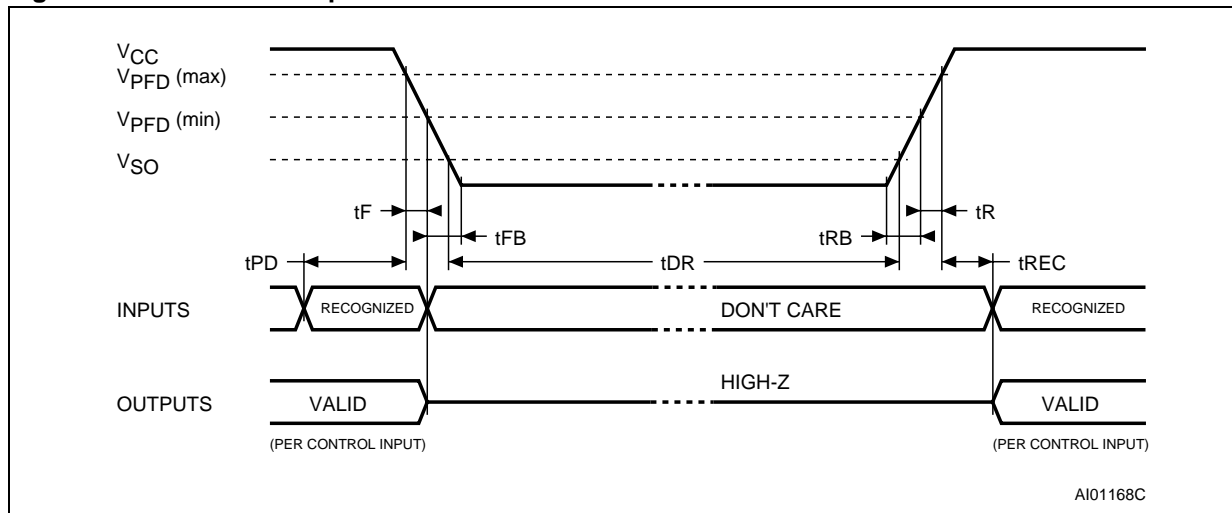 VCC
VPFD (max)
VPFD (min)
VSO
tF
tR
tFB
tRB
tPD
tDR
tREC
INPUTS
RECOGNIZED
DON'T CARE
RECOGNIZED
HIGH-Z
OUTPUTS
VALID
VALID
(PER CONTROL INPUT)
(PER CONTROL INPUT)
AI01168C